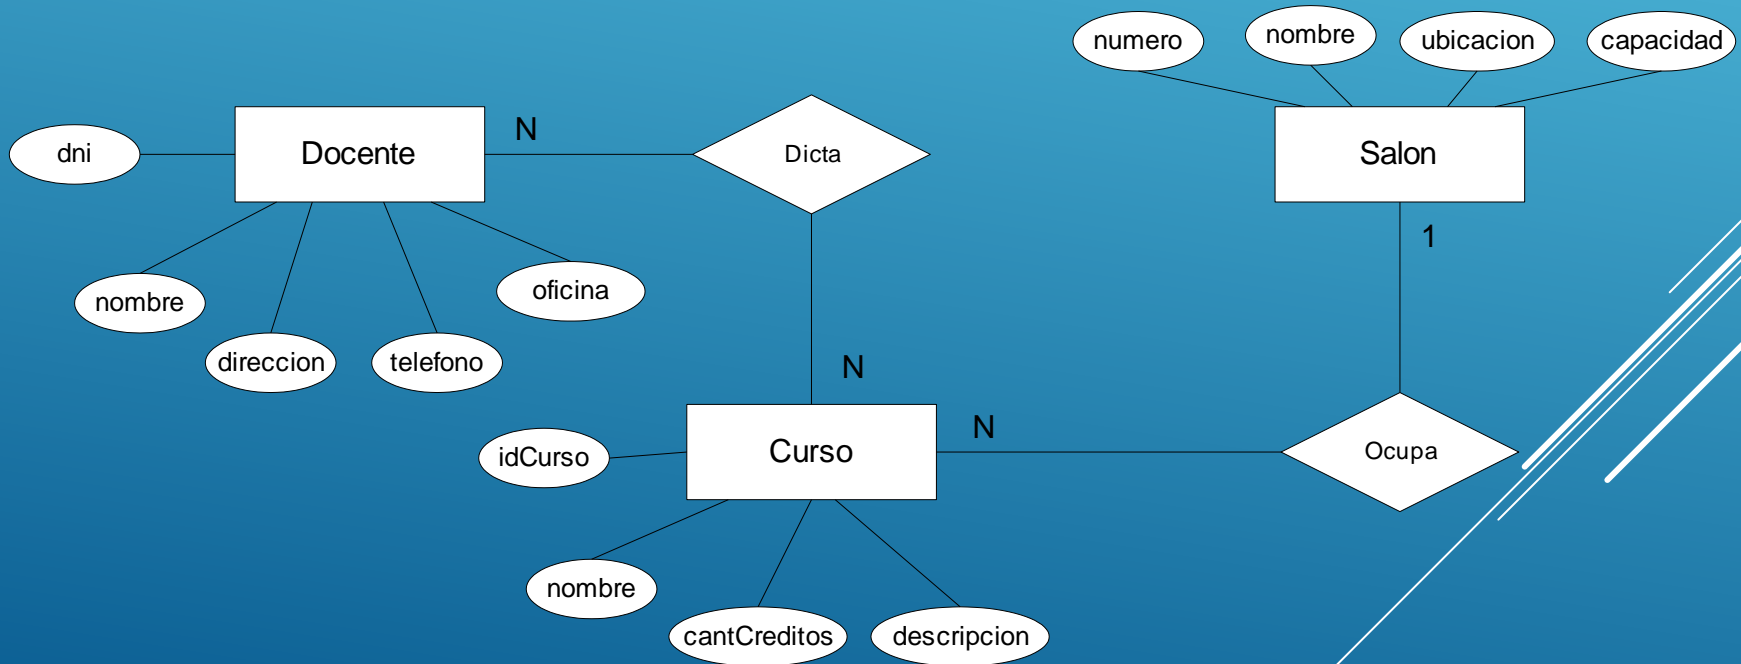 numero
nombre
ubicacion
capacidad
dni
Docente
N
Dicta
Salon
1
nombre
direccion
telefono
oficina
N
idCurso
Curso
N
Ocupa
nombre
cantCreditos
descripcion